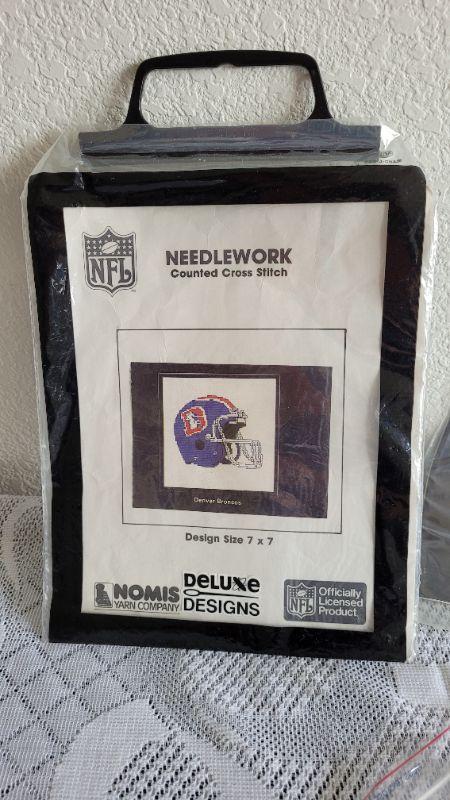 NFL
NEEDLEWORK
Counted Cross Stitch
D
Denver Broncos
Design Size 7 x 7
NOMIS
YARN COMPANY
DeLUXe
DESIGNS
NFL
Officially
Licensed
Product